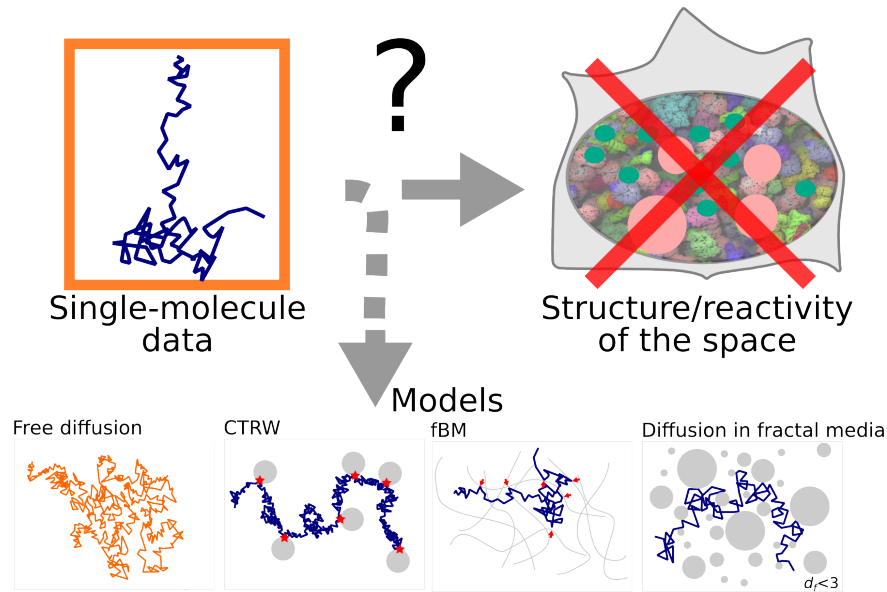 ?
Single-molecule
data
Structure/reactivity
of the space
Models
Free diffusion
CTRW
fBM
Diffusion in fractal media
d_f<3